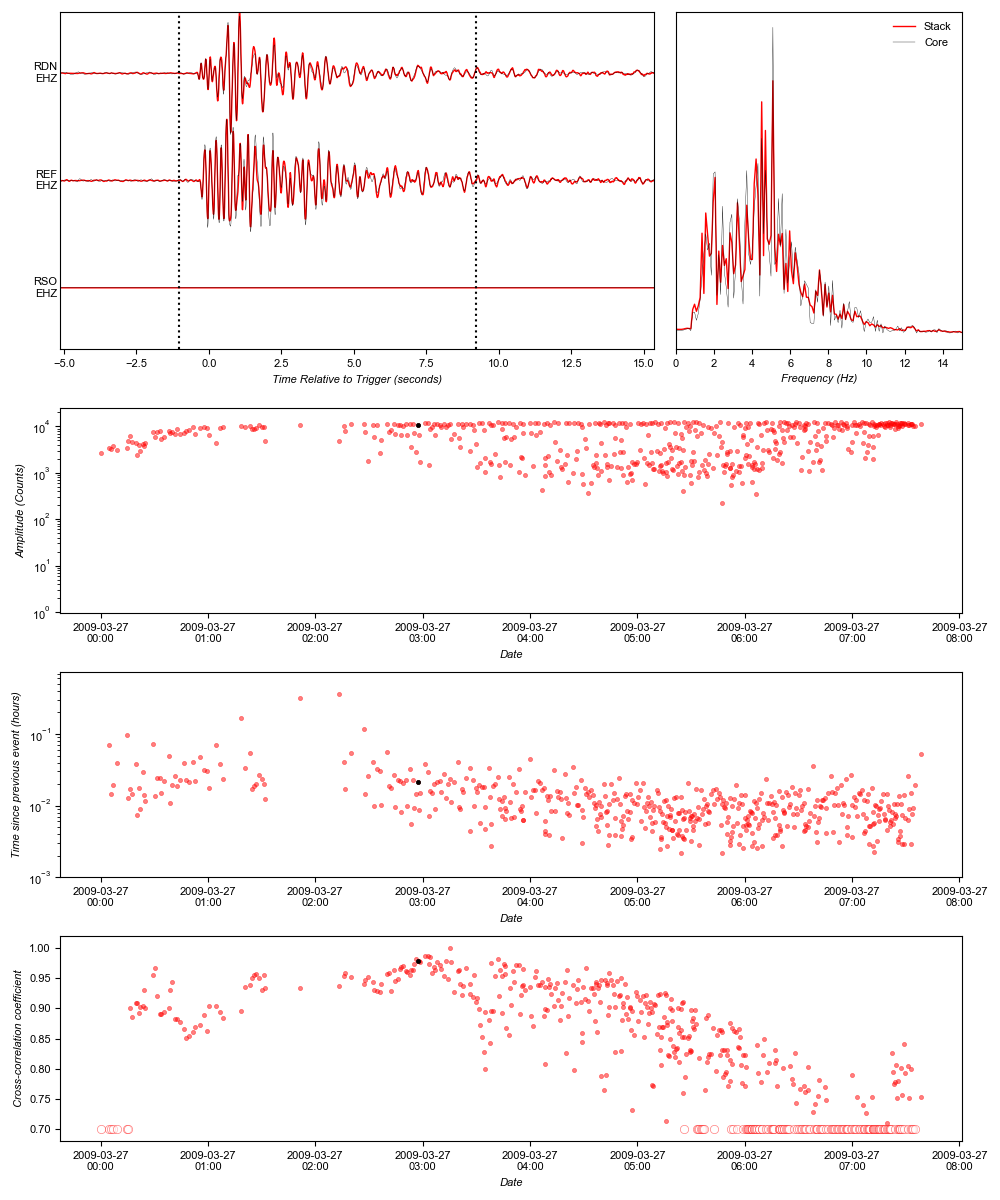 RDN
EHZ
REF
EHZ
RSO
EHZ
−5.0 −2.5 0.0 2.5 5.0 7.5 10.0 12.5 15.0
Time Relative to Trigger (seconds)
Stack
Core
0 2 4 6 8 10 12 14
Frequency (Hz)
Amplitude (Counts)
10⁴
10³
10²
10¹
10⁰
2009-03-27 2009-03-27 2009-03-27 2009-03-27 2009-03-27 2009-03-27 2009-03-27 2009-03-27 2009-03-27
00:00 01:00 02:00 03:00 04:00 05:00 06:00 07:00 08:00
Date
Time since previous event (hours)
10⁻¹
10⁻²
10⁻³
2009-03-27 2009-03-27 2009-03-27 2009-03-27 2009-03-27 2009-03-27 2009-03-27 2009-03-27 2009-03-27
00:00 01:00 02:00 03:00 04:00 05:00 06:00 07:00 08:00
Date
Cross-correlation coefficient
1.00
0.95
0.90
0.85
0.80
0.75
0.70
2009-03-27 2009-03-27 2009-03-27 2009-03-27 2009-03-27 2009-03-27 2009-03-27 2009-03-27 2009-03-27
00:00 01:00 02:00 03:00 04:00 05:00 06:00 07:00 08:00
Date